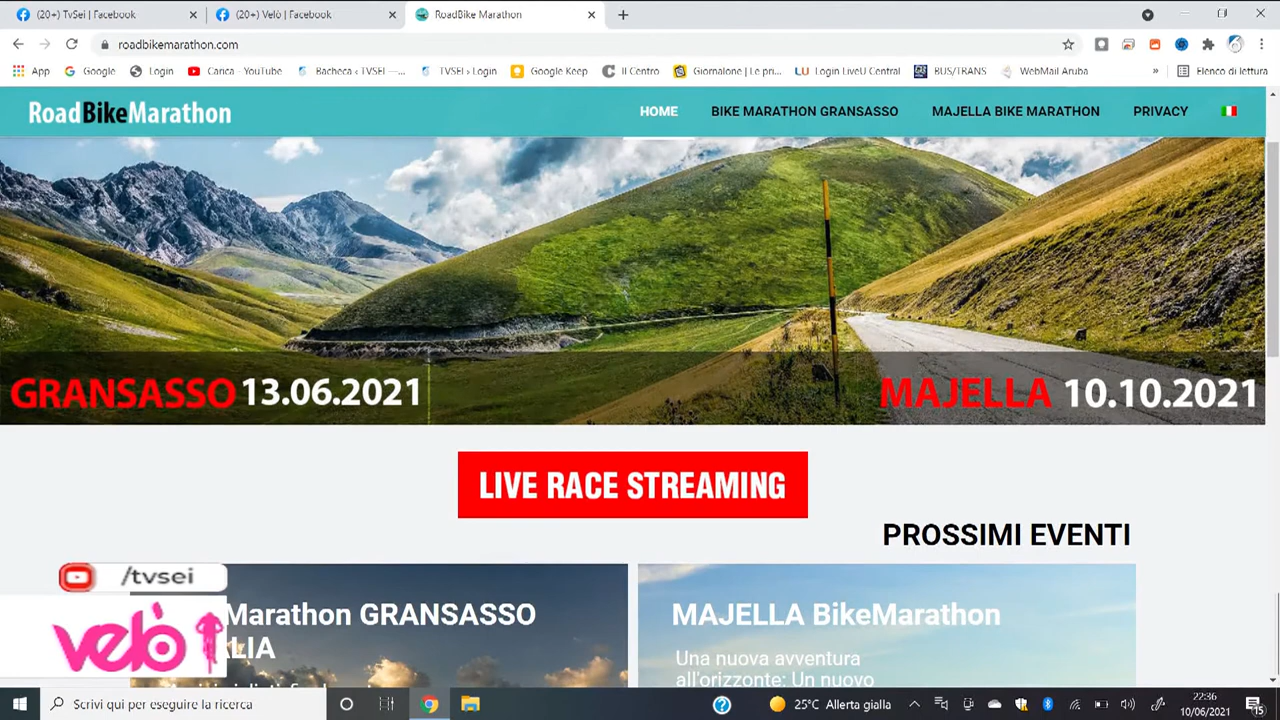 (20+) TvSei | Facebook
(20+) Velò | Facebook
RoadBike Marathon
roadbikemarathon.com
App
Google
Login
Carica - YouTube
Bacheca ‹ TVSEI —...
TVSEI › Login
Google Keep
Il Centro
Giornalone | Le pri...
LU Login LiveU Central
BUS/TRANS
WebMail Aruba
»
Elenco di lettura
RoadBikeMarathon
HOME
BIKE MARATHON GRANSASSO
MAJELLA BIKE MARATHON
PRIVACY
GRANSASSO 13.06.2021
MAJELLA 10.10.2021
LIVE RACE STREAMING
PROSSIMI EVENTI
/tvsei
velò
Marathon GRANSASSO
LIA
MAJELLA BikeMarathon
Una nuova avventura
all'orizzonte: Un nuovo
Scrivi qui per eseguire la ricerca
25°C Allerta gialla
22:36
10/06/2021
15